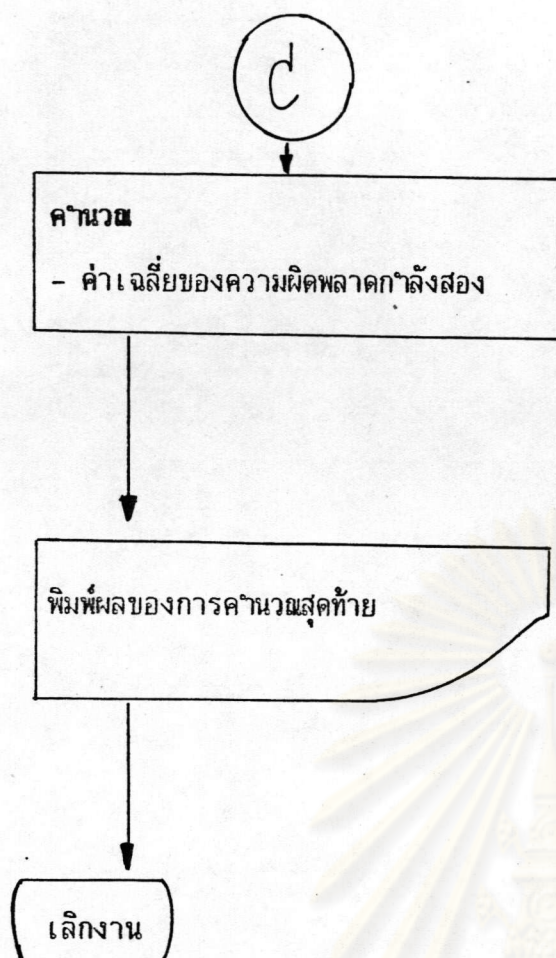 C
คำนวณ
- ค่าเฉลี่ยของความผิดพลาดกำลังสอง
พิมพ์ผลของการคำนวณสุดท้าย
เลิกงาน